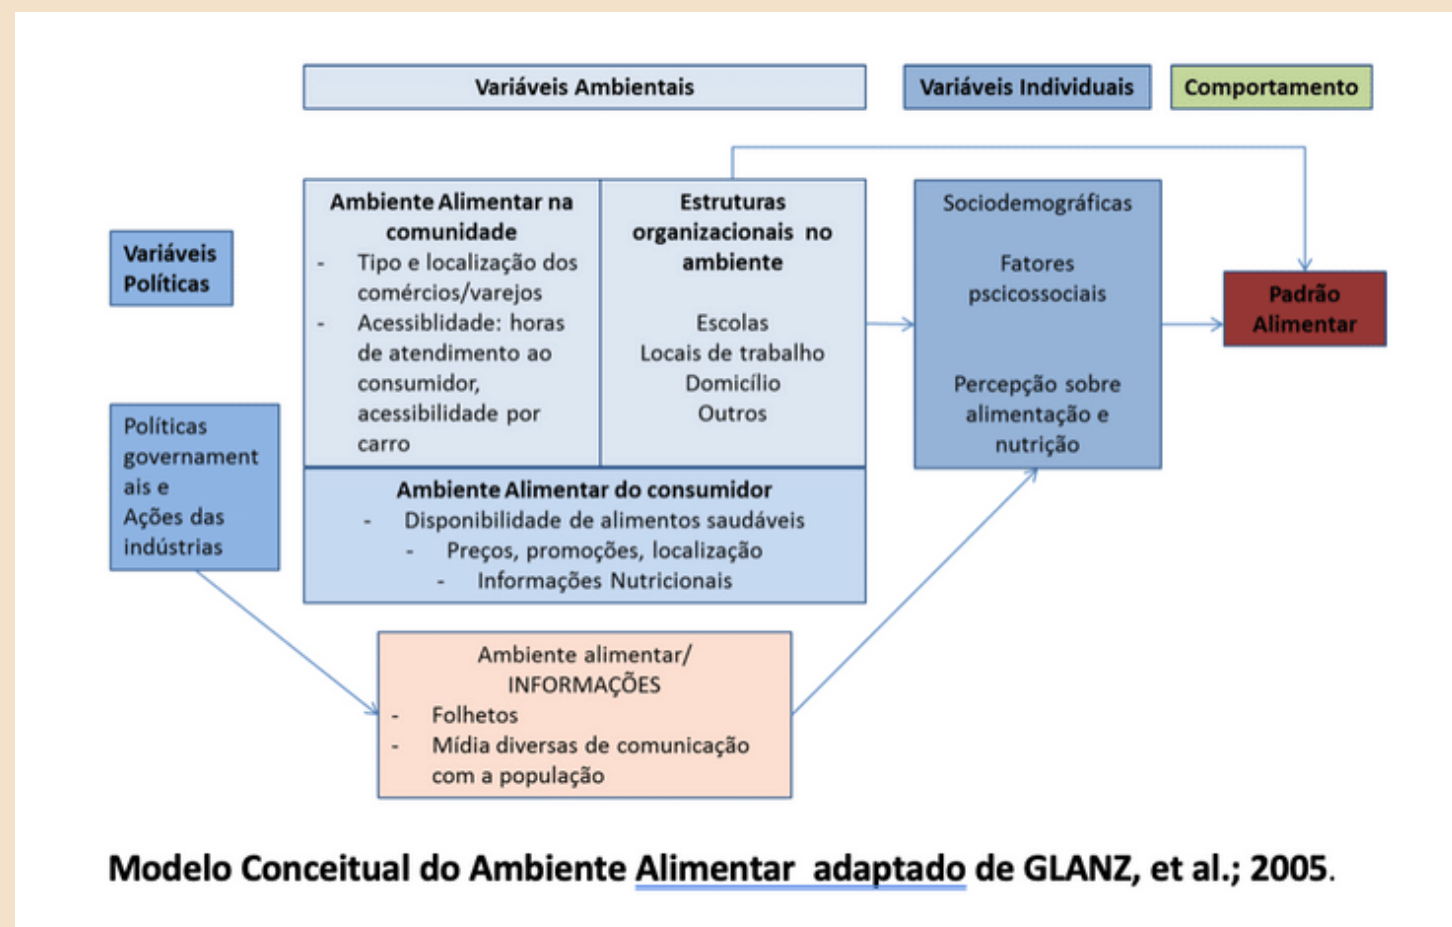 Variáveis Ambientais
Variáveis Individuais
Comportamento
Variáveis
Políticas
Políticas
governament
ais e
Ações das
indústrias
Ambiente Alimentar na
comunidade
- Tipo e localização dos
comércios/varejos
- Acessiblidade: horas
de atendimento ao
consumidor,
acessibilidade por
carro
Estruturas
organizacionais no
ambiente
Escolas
Locais de trabalho
Domicílio
Outros
Ambiente Alimentar do consumidor
- Disponibilidade de alimentos saudáveis
- Preços, promoções, localização
- Informações Nutricionais
Ambiente alimentar/
INFORMAÇÕES
- Folhetos
- Mídia diversas de comunicação
com a população
Sociodemográficas
Fatores
pscicossociais
Percepção sobre
alimentação e
nutrição
Padrão
Alimentar
Modelo Conceitual do Ambiente Alimentar adaptado de GLANZ, et al.; 2005.